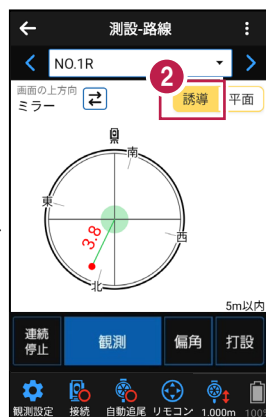 測設-路線
NO.1R
2
画面の上方向
ミラー
誘導 平面
南
東
西
3.8
北
5m以内
連続停止 観測 偏角 打設
観測設定 接続 自動追尾 リモコン 1.000m 100%